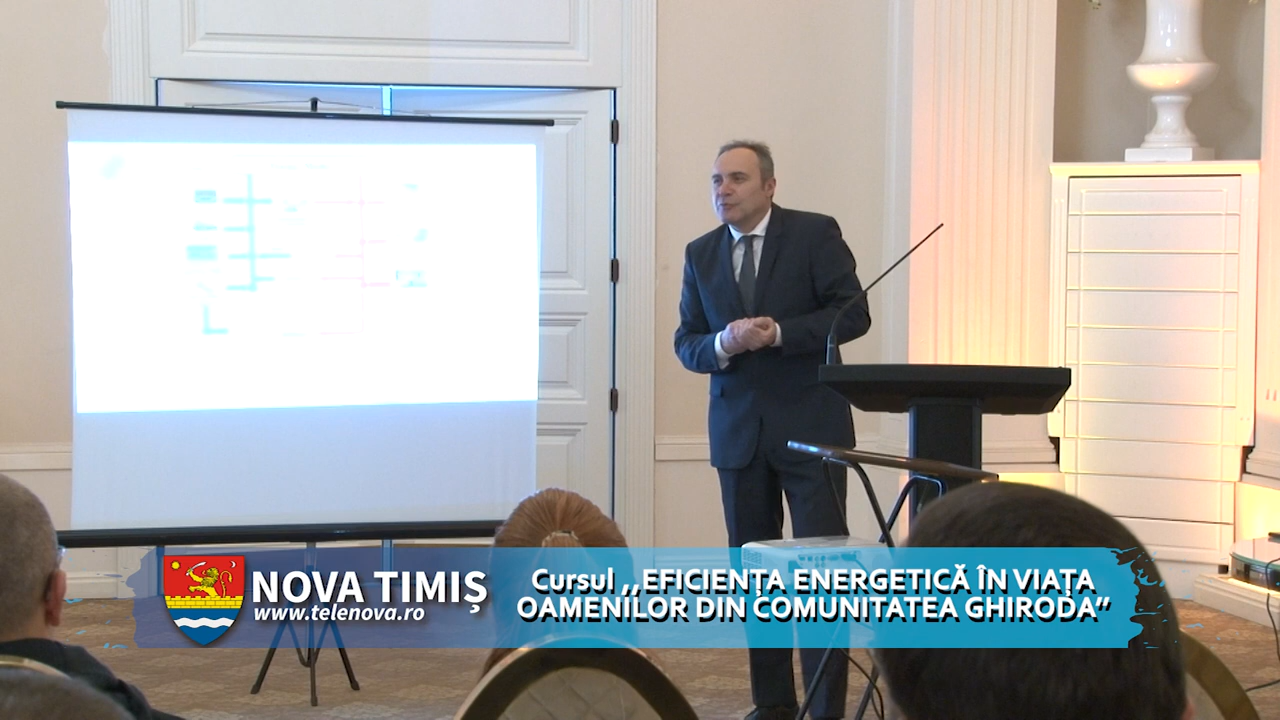 NOVA TIMIȘ
www.telenova.ro
Cursul ,,EFICIENȚA ENERGETICĂ ÎN VIAȚA
OAMENILOR DIN COMUNITATEA GHIRODA”